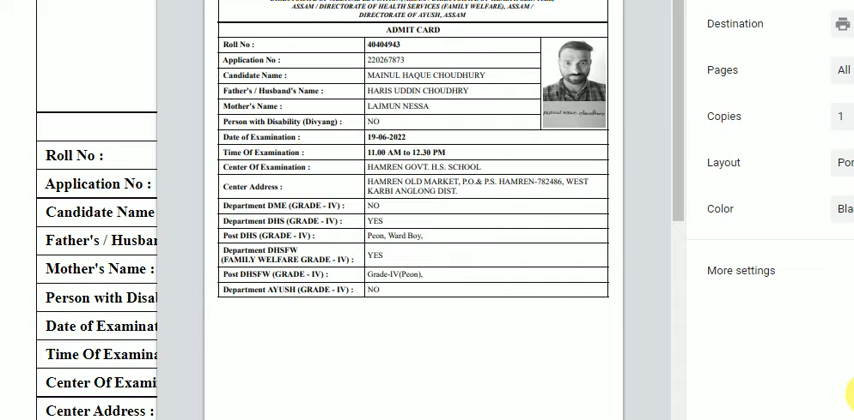 ASSAM / DIRECTORATE OF HEALTH SERVICES (FAMILY WELFARE), ASSAM /
DIRECTORATE OF AYUSH, ASSAM
ADMIT CARD
Roll No : 40404943
Application No : 220267873
Candidate Name : MAINUL HAQUE CHOUDHURY
Father's / Husband's Name : HARIS UDDIN CHOUDHRY
Mother's Name : LAJMUN NESSA
Person with Disability (Divyang) : NO
Date of Examination : 19-06-2022
Time Of Examination : 11.00 AM to 12.30 PM
Center Of Examination : HAMREN GOVT. H.S. SCHOOL
Center Address : HAMREN OLD MARKET, P.O.& P.S. HAMREN-782486, WEST
KARBI ANGLONG DIST.
Department DME (GRADE - IV) : NO
Department DHS (GRADE - IV) : YES
Post DHS (GRADE - IV) : Peon, Ward Boy,
Department DHSFW
(FAMILY WELFARE GRADE - IV) : YES
Post DHSFW (GRADE - IV) : Grade-IV(Peon),
Department AYUSH (GRADE - IV) : NO
Roll No :
Application No :
Candidate Name
Father's / Husban
Mother's Name :
Person with Disab
Date of Examinat
Time Of Examina
Center Of Exami
Center Address :
Destination
Pages All
Copies 1
Layout Por
Color Bla
More settings